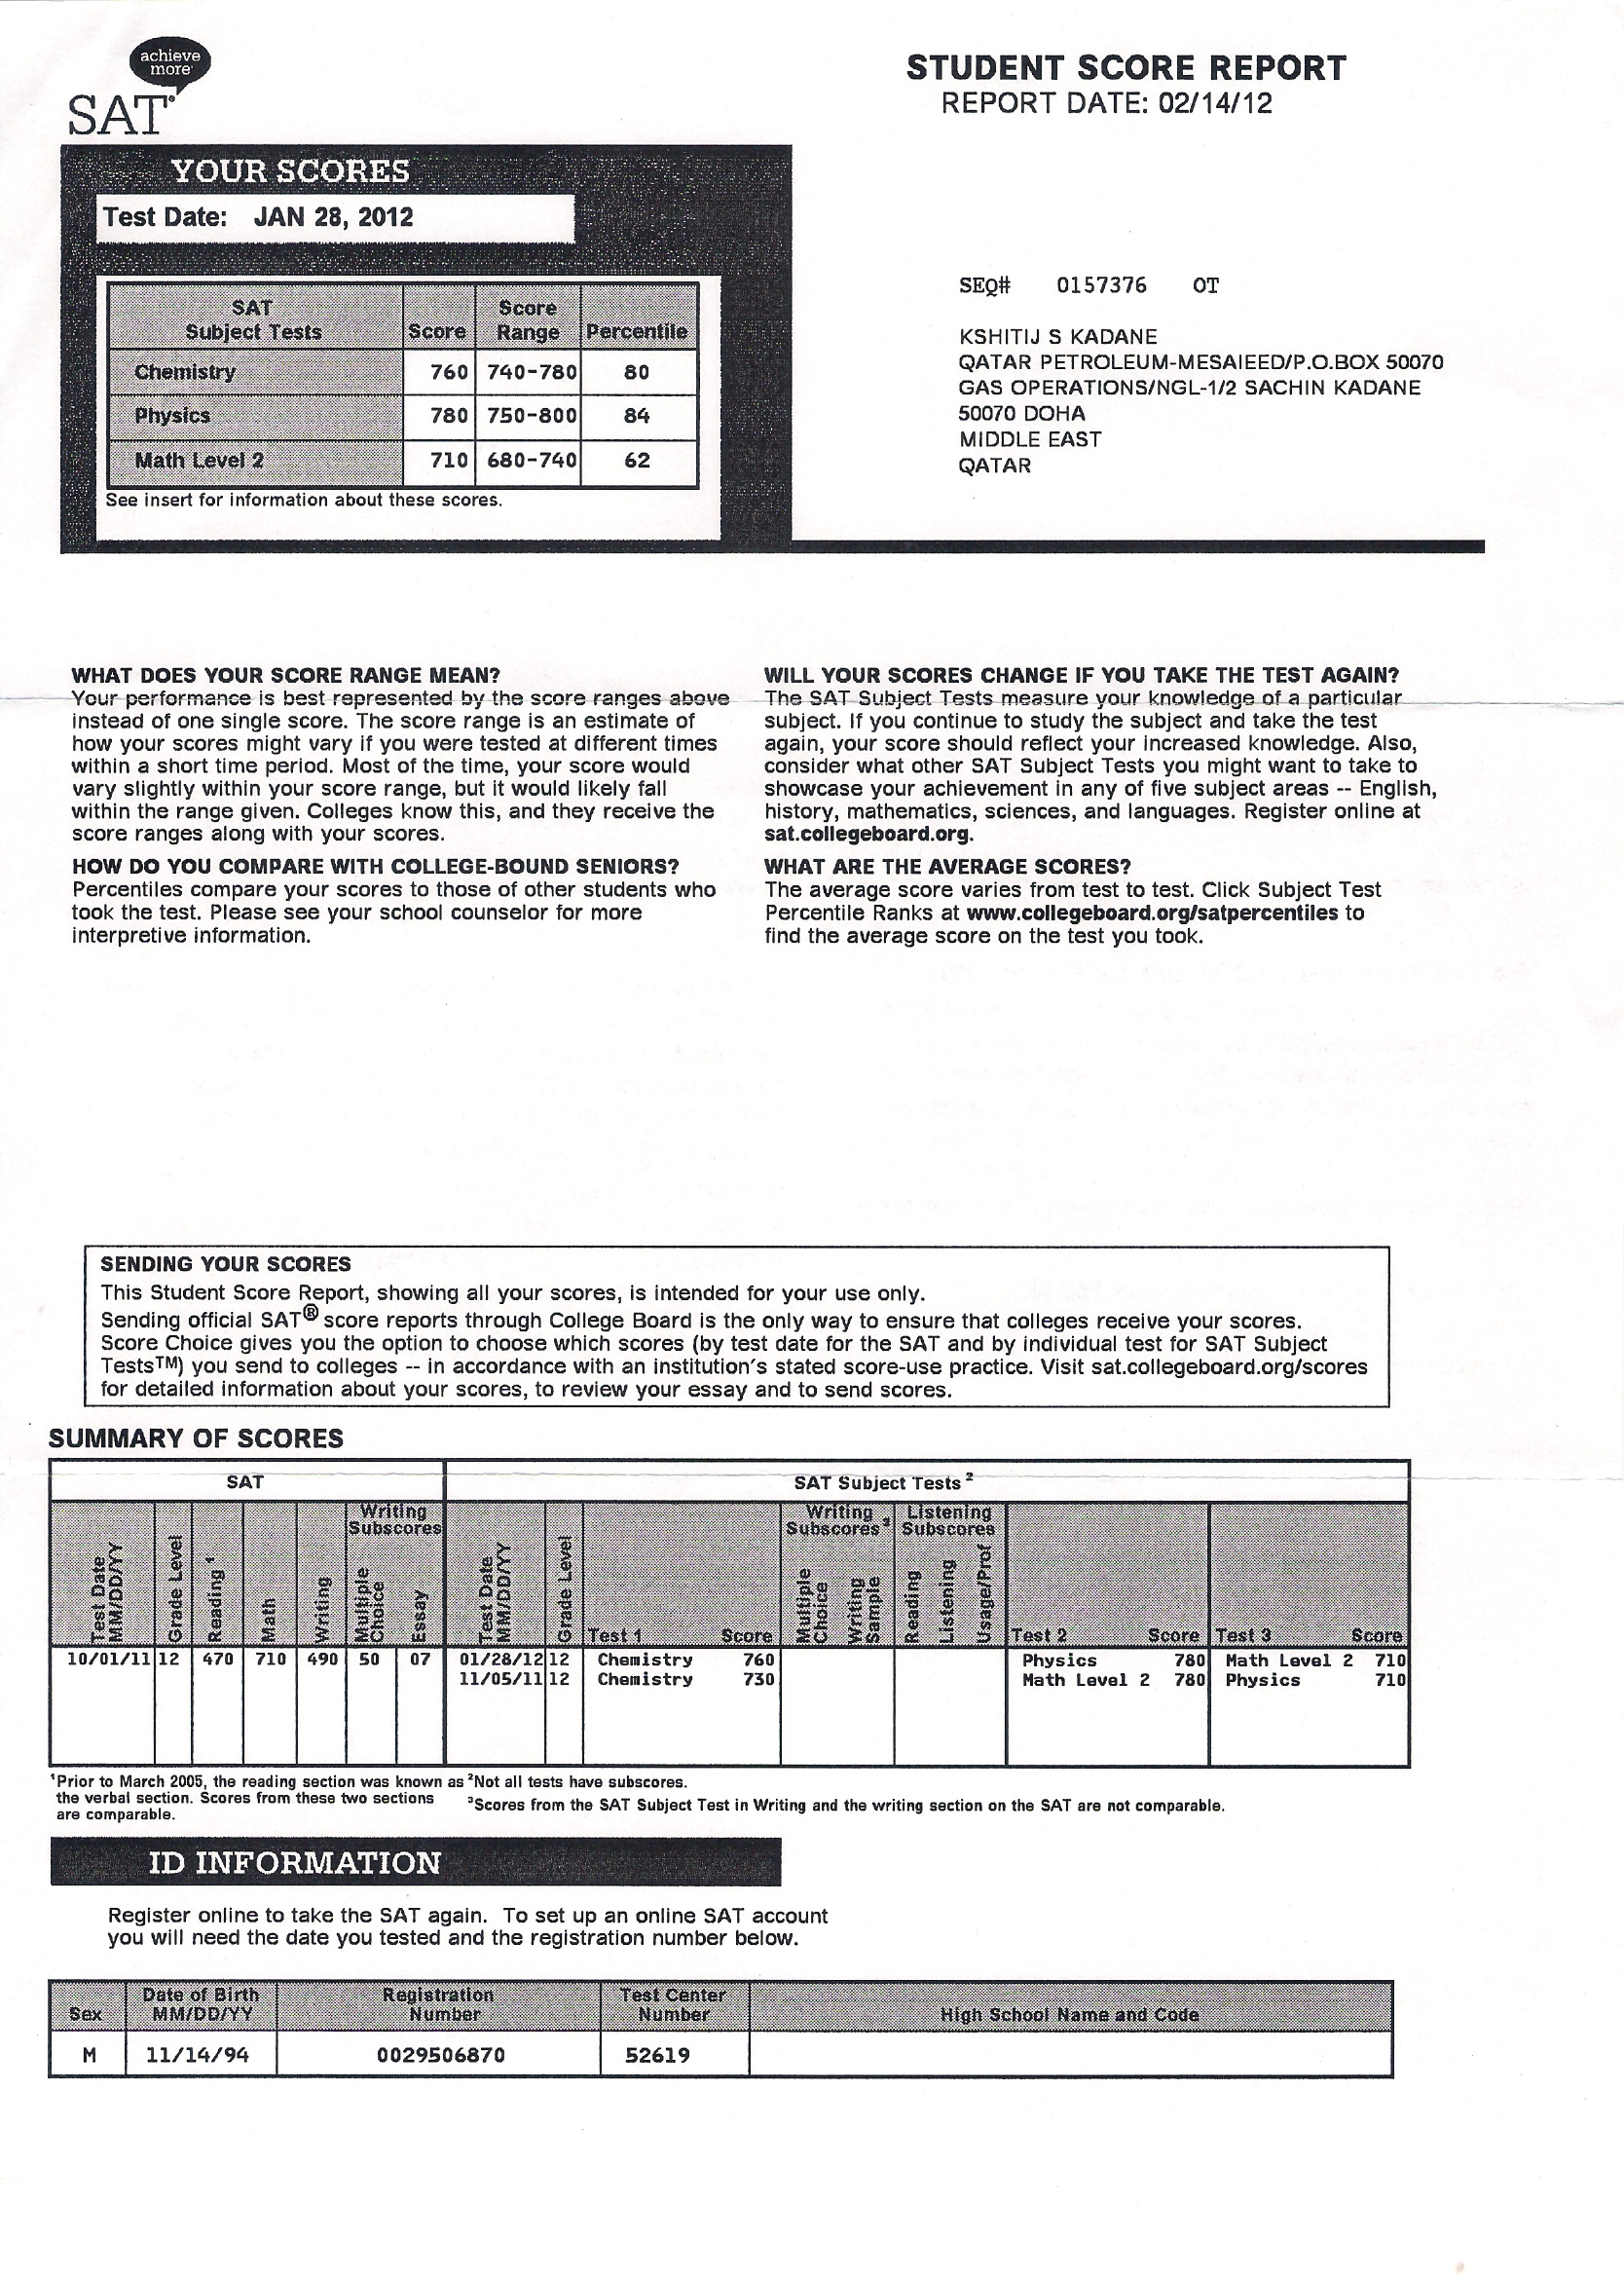 achieve
more
SAT
STUDENT SCORE REPORT
REPORT DATE: 02/14/12
YOUR SCORES
Test Date: JAN 28, 2012
SAT Subject Tests Score Score Range Percentile
Chemistry 760 740-780 80
Physics 780 750-800 84
Math Level 2 710 680-740 62
See insert for information about these scores.
SEQ# 0157376 OT
KSHITIJ S KADANE
QATAR PETROLEUM-MESAIEED/P.O.BOX 50070
GAS OPERATIONS/NGL-1/2 SACHIN KADANE
50070 DOHA
MIDDLE EAST
QATAR
WHAT DOES YOUR SCORE RANGE MEAN?
Your performance is best represented by the score ranges above
instead of one single score. The score range is an estimate of
how your scores might vary if you were tested at different times
within a short time period. Most of the time, your score would
vary slightly within your score range, but it would likely fall
within the range given. Colleges know this, and they receive the
score ranges along with your scores.
HOW DO YOU COMPARE WITH COLLEGE-BOUND SENIORS?
Percentiles compare your scores to those of other students who
took the test. Please see your school counselor for more
interpretive information.
WILL YOUR SCORES CHANGE IF YOU TAKE THE TEST AGAIN?
The SAT Subject Tests measure your knowledge of a particular
subject. If you continue to study the subject and take the test
again, your score should reflect your increased knowledge. Also,
consider what other SAT Subject Tests you might want to take to
showcase your achievement in any of five subject areas -- English,
history, mathematics, sciences, and languages. Register online at
sat.collegeboard.org.
WHAT ARE THE AVERAGE SCORES?
The average score varies from test to test. Click Subject Test
Percentile Ranks at www.collegeboard.org/satpercentiles to
find the average score on the test you took.
SENDING YOUR SCORES
This Student Score Report, showing all your scores, is intended for your use only.
Sending official SAT® score reports through College Board is the only way to ensure that colleges receive your scores.
Score Choice gives you the option to choose which scores (by test date for the SAT and by individual test for SAT Subject
Tests™) you send to colleges -- in accordance with an institution's stated score-use practice. Visit sat.collegeboard.org/scores
for detailed information about your scores, to review your essay and to send scores.
SUMMARY OF SCORES
SAT SAT Subject Tests ²
Test Date MM/DD/YY Grade Level Reading ¹ Math Writing Writing Subscores Multiple Choice Essay Test Date MM/DD/YY Grade Level Test 1 Score Writing Subscores ³ Multiple Choice Writing Sample Listening Subscores Reading Listening Usage/Prof Test 2 Score Test 3 Score
10/01/11 12 470 710 490 50 07 01/28/12 12 Chemistry 760 Physics 780 Math Level 2 710
11/05/11 12 Chemistry 730 Math Level 2 780 Physics 710
¹Prior to March 2005, the reading section was known as
the verbal section. Scores from these two sections
are comparable.
²Not all tests have subscores.
³Scores from the SAT Subject Test in Writing and the writing section on the SAT are not comparable.
ID INFORMATION
Register online to take the SAT again. To set up an online SAT account
you will need the date you tested and the registration number below.
Sex Date of Birth MM/DD/YY Registration Number Test Center Number High School Name and Code
M 11/14/94 0029506870 52619